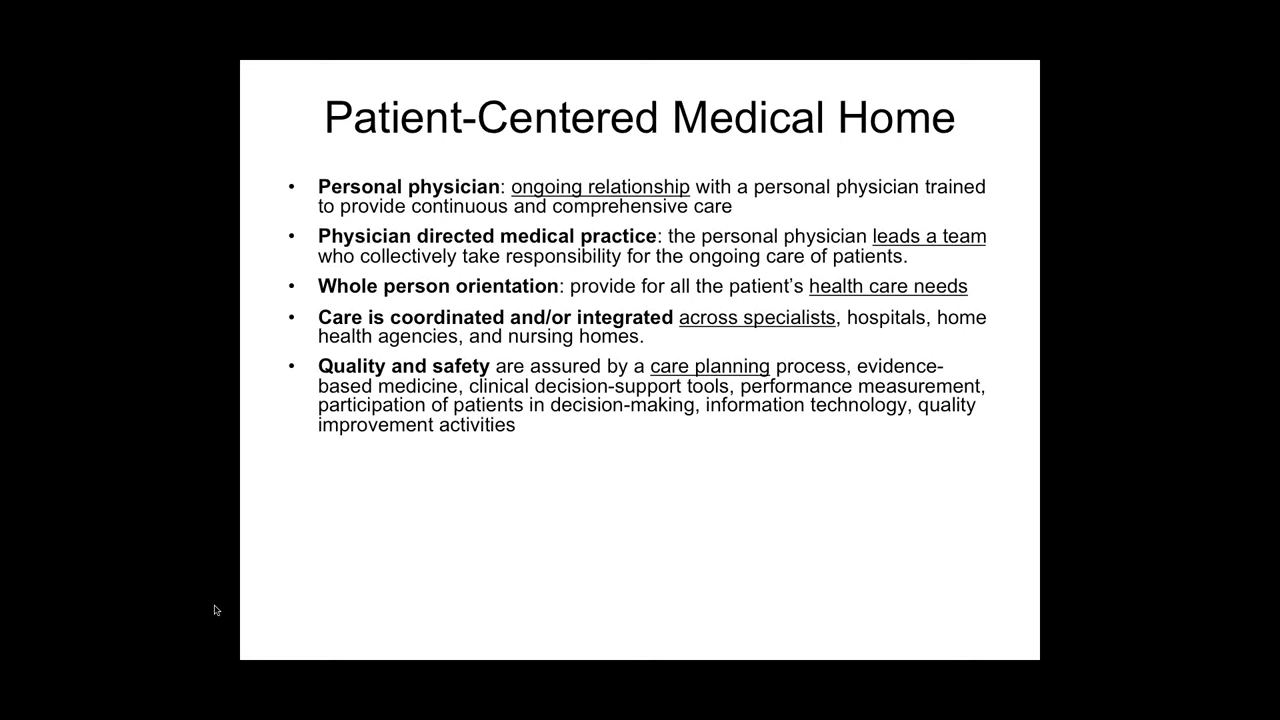 Patient-Centered Medical Home
• Personal physician: ongoing relationship with a personal physician trained
to provide continuous and comprehensive care
• Physician directed medical practice: the personal physician leads a team
who collectively take responsibility for the ongoing care of patients.
• Whole person orientation: provide for all the patient’s health care needs
• Care is coordinated and/or integrated across specialists, hospitals, home
health agencies, and nursing homes.
• Quality and safety are assured by a care planning process, evidence-
based medicine, clinical decision-support tools, performance measurement,
participation of patients in decision-making, information technology, quality
improvement activities